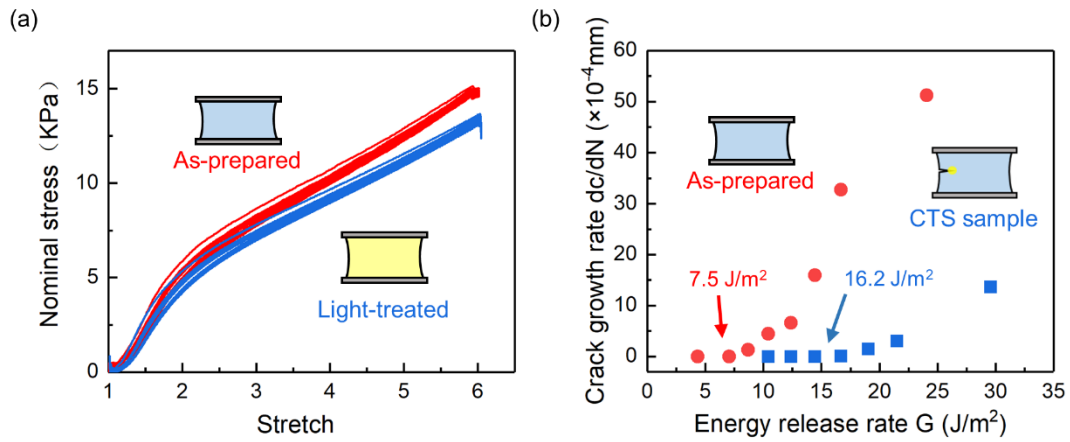 (a)
Nominal stress（KPa）
15
10
5
0
As-prepared
Light-treated
1 2 3 4 5 6
Stretch
(b)
Crack growth rate dc/dN (×10⁻⁴mm)
60
50
40
30
20
10
0
As-prepared
CTS sample
7.5 J/m² 16.2 J/m²
0 5 10 15 20 25 30 35
Energy release rate G (J/m²)